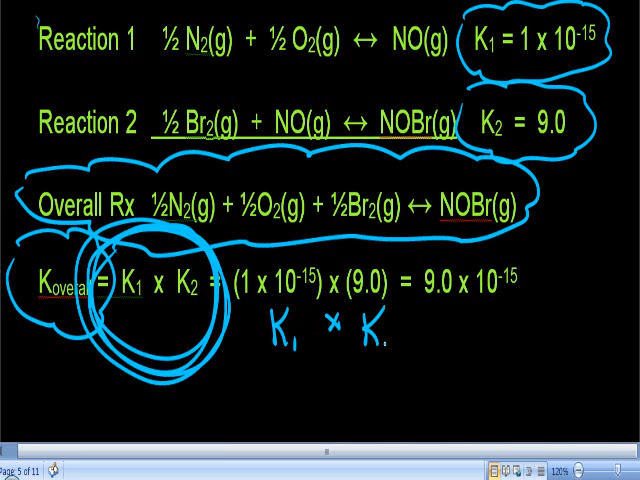 Reaction 1 ½ N₂(g) + ½ O₂(g) ↔ NO(g) K₁ = 1 x 10⁻¹⁵
Reaction 2 ½ Br₂(g) + NO(g) ↔ NOBr(g) K₂ = 9.0
Overall Rx ½N₂(g) + ½O₂(g) + ½Br₂(g) ↔ NOBr(g)
Koverall = K₁ x K₂ = (1 x 10⁻¹⁵) x (9.0) = 9.0 x 10⁻¹⁵
K₁ x K
Page: 5 of 11 120%